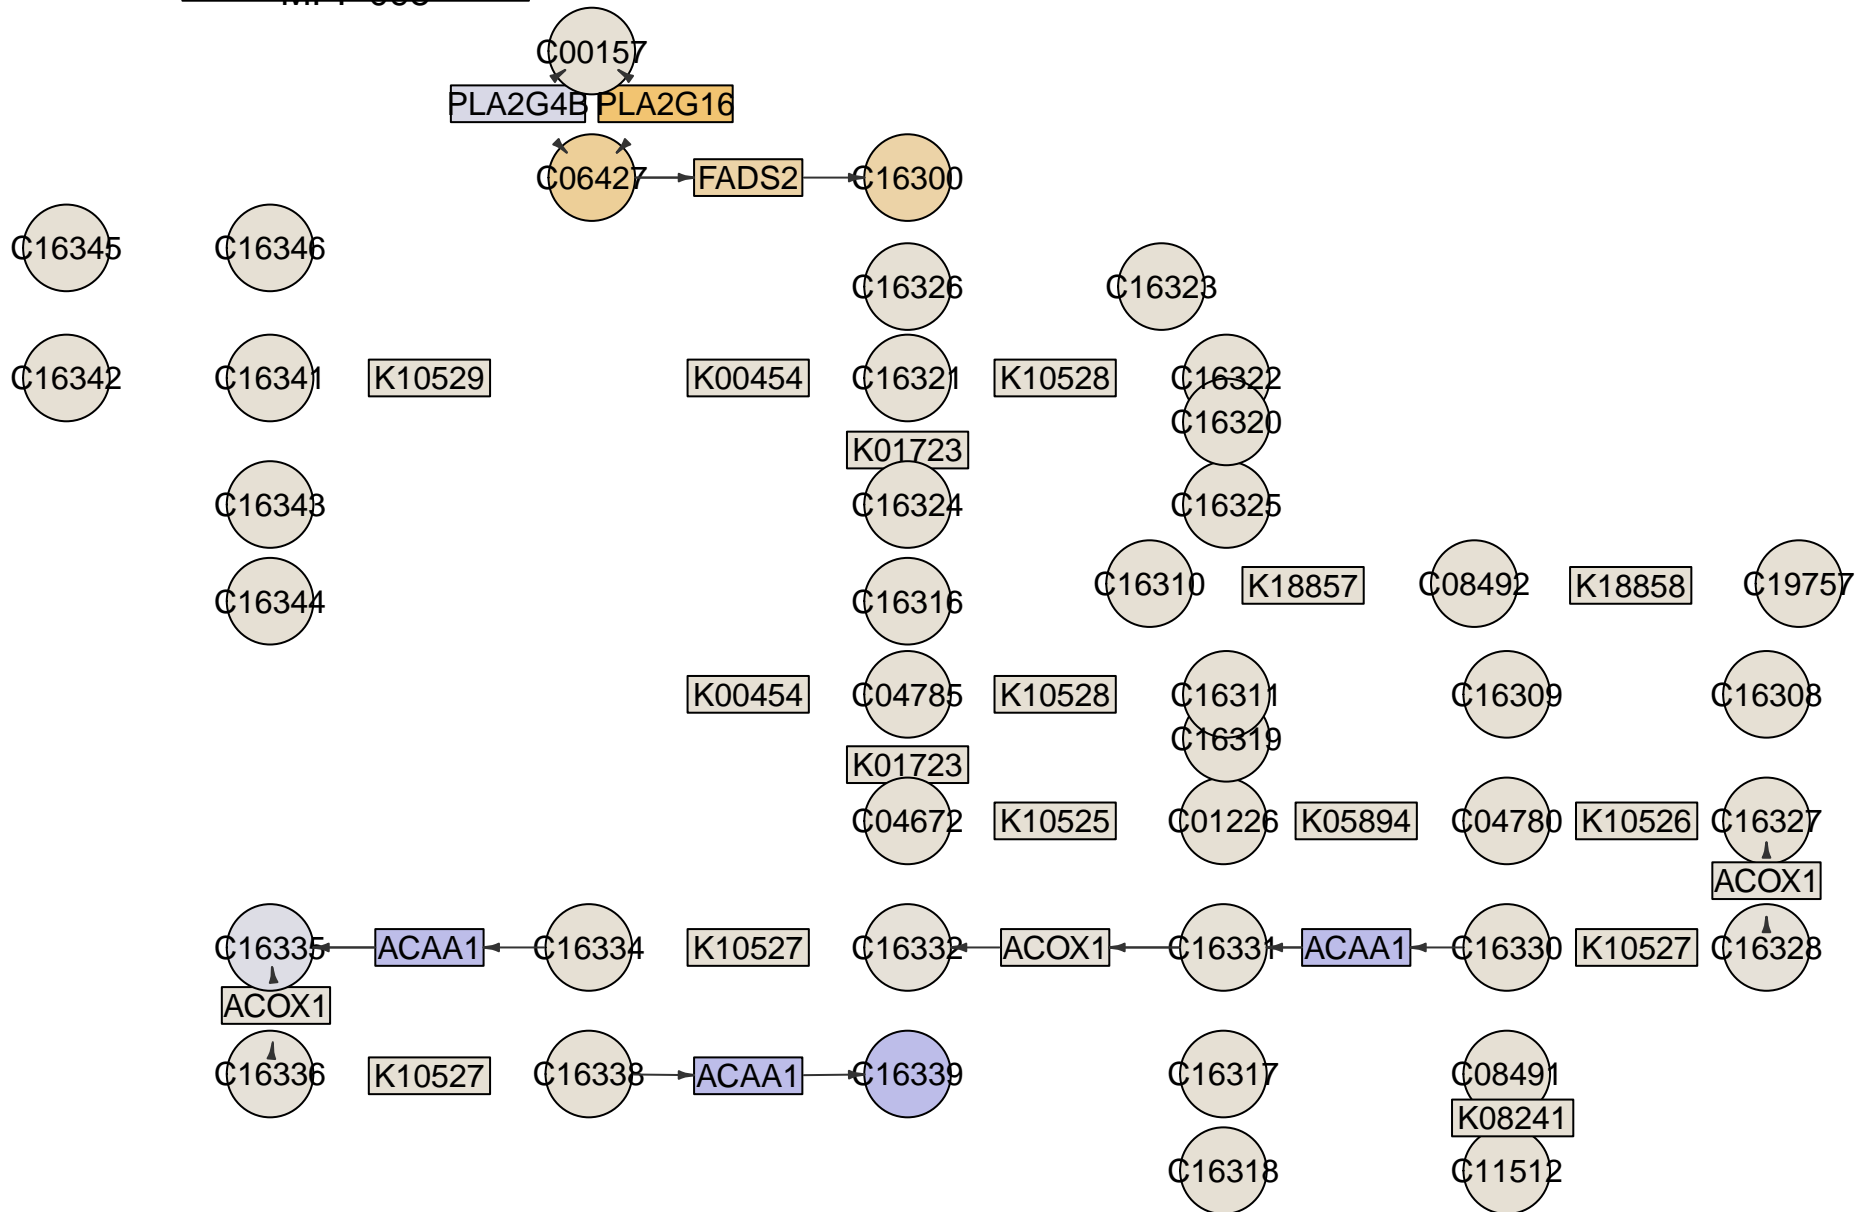 C00157
PLA2G4B PLA2G16
C06427 FADS2 C16300
C16345 C16346
C16326 C16323
C16342 C16341 K10529 K00454 C16321 K10528 C16322
C16320
K01723
C16343 C16324 C16325
C16310 K18857 C08492 K18858 C19757
C16344 C16316
K00454 C04785 K10528 C16311 C16309 C16308
C16319
K01723
C04672 K10525 C01226 K05894 C04780 K10526 C16327
ACOX1
C16335 ACAA1 C16334 K10527 C16332 ACOX1 C16331 ACAA1 C16330 K10527 C16328
ACOX1
C16336 K10527 C16338 ACAA1 C16339 C16317 C08491
K08241
C16318 C11512